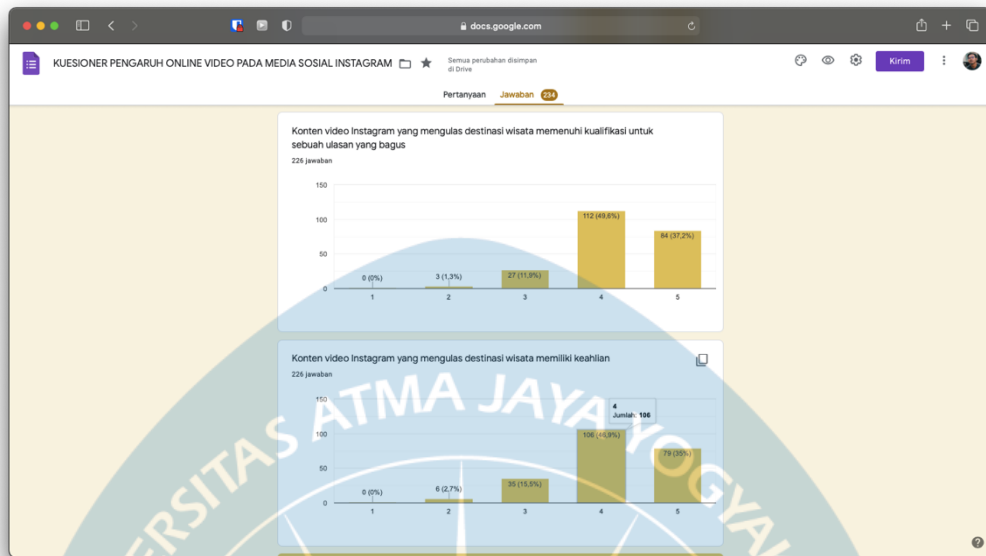 docs.google.com
KUESIONER PENGARUH ONLINE VIDEO PADA MEDIA SOSIAL INSTAGRAM
Semua perubahan disimpan
di Drive
Kirim
Pertanyaan Jawaban 234
Konten video Instagram yang mengulas destinasi wisata memenuhi kualifikasi untuk
sebuah ulasan yang bagus
226 jawaban
150
100
50
0
0 (0%)
3 (1,3%)
27 (11,9%)
112 (49,6%)
84 (37,2%)
1 2 3 4 5
Konten video Instagram yang mengulas destinasi wisata memiliki keahlian
226 jawaban
150
100
50
0
4
Jumlah: 106
0 (0%)
6 (2,7%)
35 (15,5%)
106 (46,9%)
79 (35%)
1 2 3 4 5
ERSITAS ATMA JAYA YOGYA